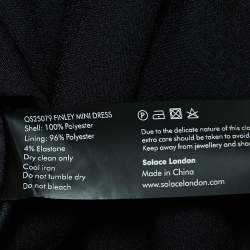 OS25079 FINLEY MINI DRESS
Shell: 100% Polyester
Lining: 96% Polyester
4% Elastane
Dry clean only
Cool iron
Do not tumble dry
Do not bleach
Due to the delicate nature of this clo
extra care should be taken to avoid
Keep away from jewellery and shar
Solace London
Made in China
www.solacelondon.com